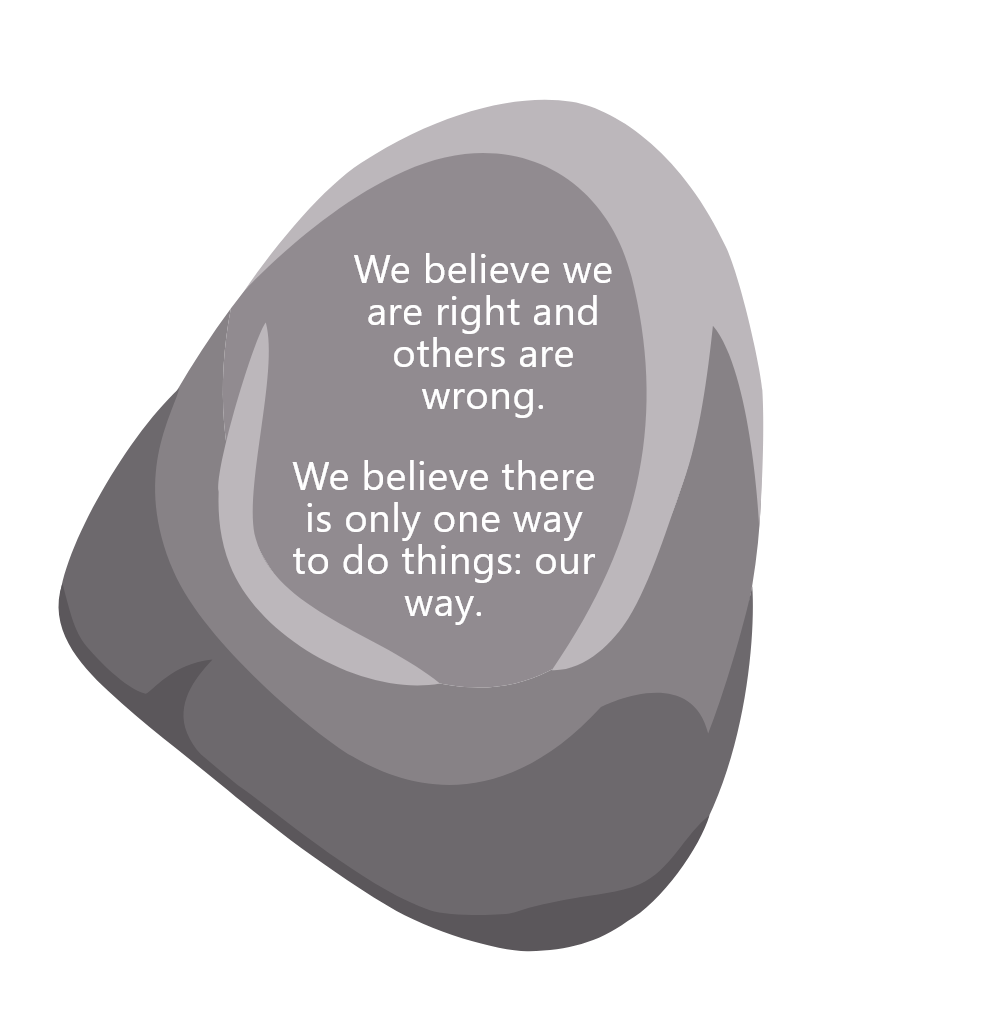 We believe we
are right and
others are
wrong.
We believe there
is only one way
to do things: our
way.